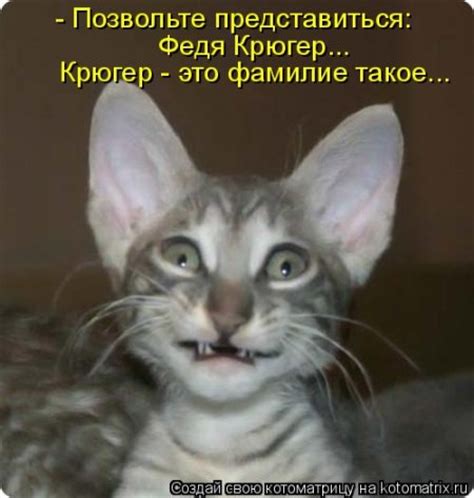 - Позвольте представиться:
Федя Крюгер...
Крюгер - это фамилие такое...
Создай свою котоматрицу на kotomatrix.ru